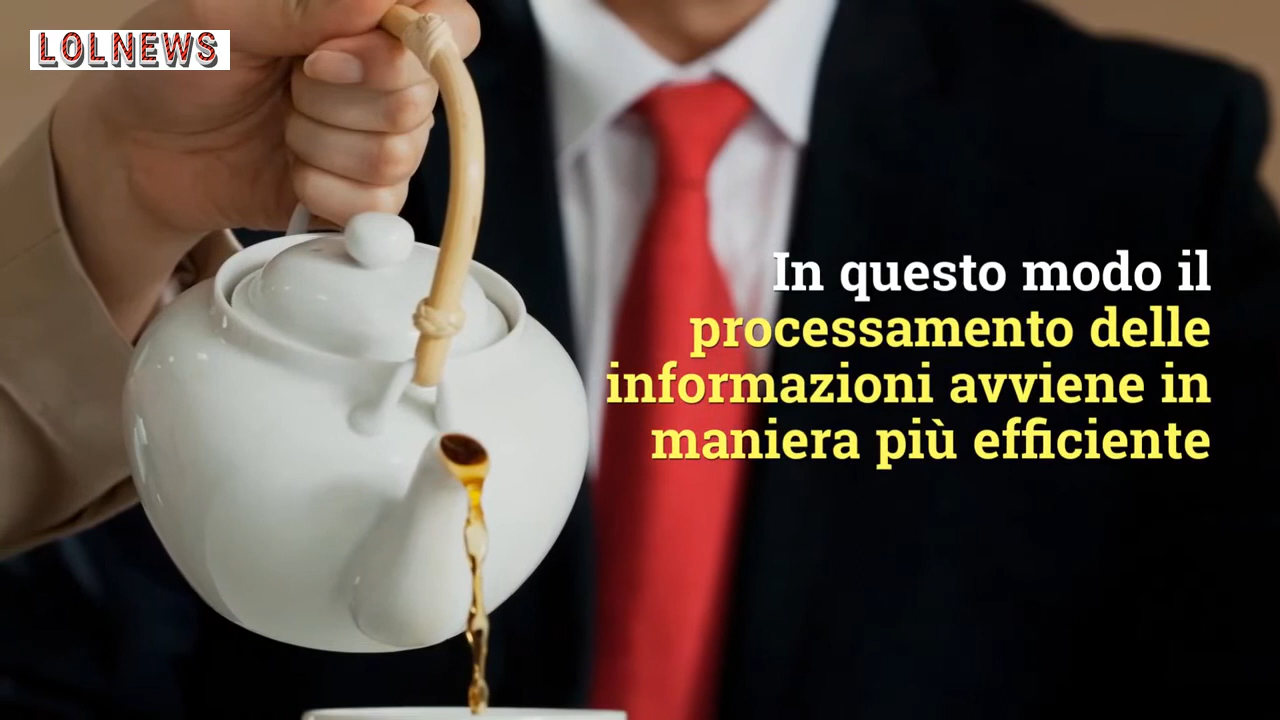 LOLNEWS
In questo modo il
processamento delle
informazioni avviene in
maniera più efficiente